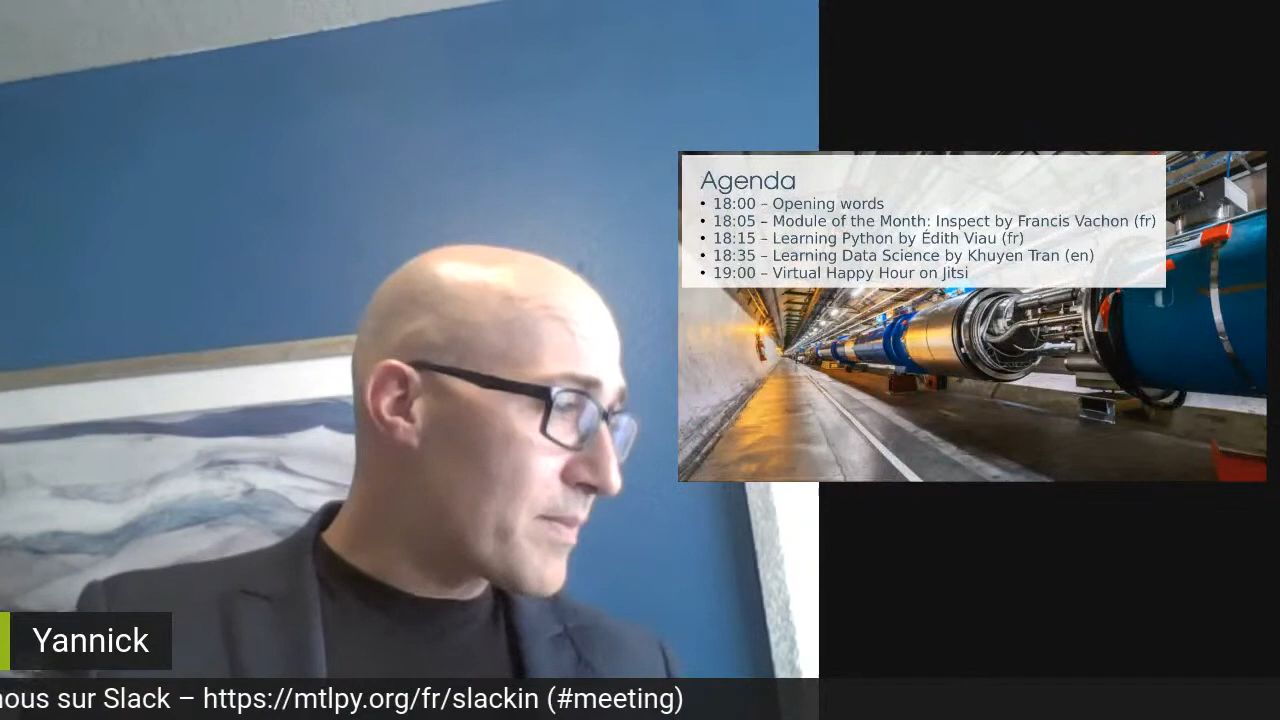 Agenda
• 18:00 – Opening words
• 18:05 – Module of the Month: Inspect by Francis Vachon (fr)
• 18:15 – Learning Python by Édith Viau (fr)
• 18:35 – Learning Data Science by Khuyen Tran (en)
• 19:00 – Virtual Happy Hour on Jitsi
Yannick
nous sur Slack – https://mtlpy.org/fr/slackin (#meeting)